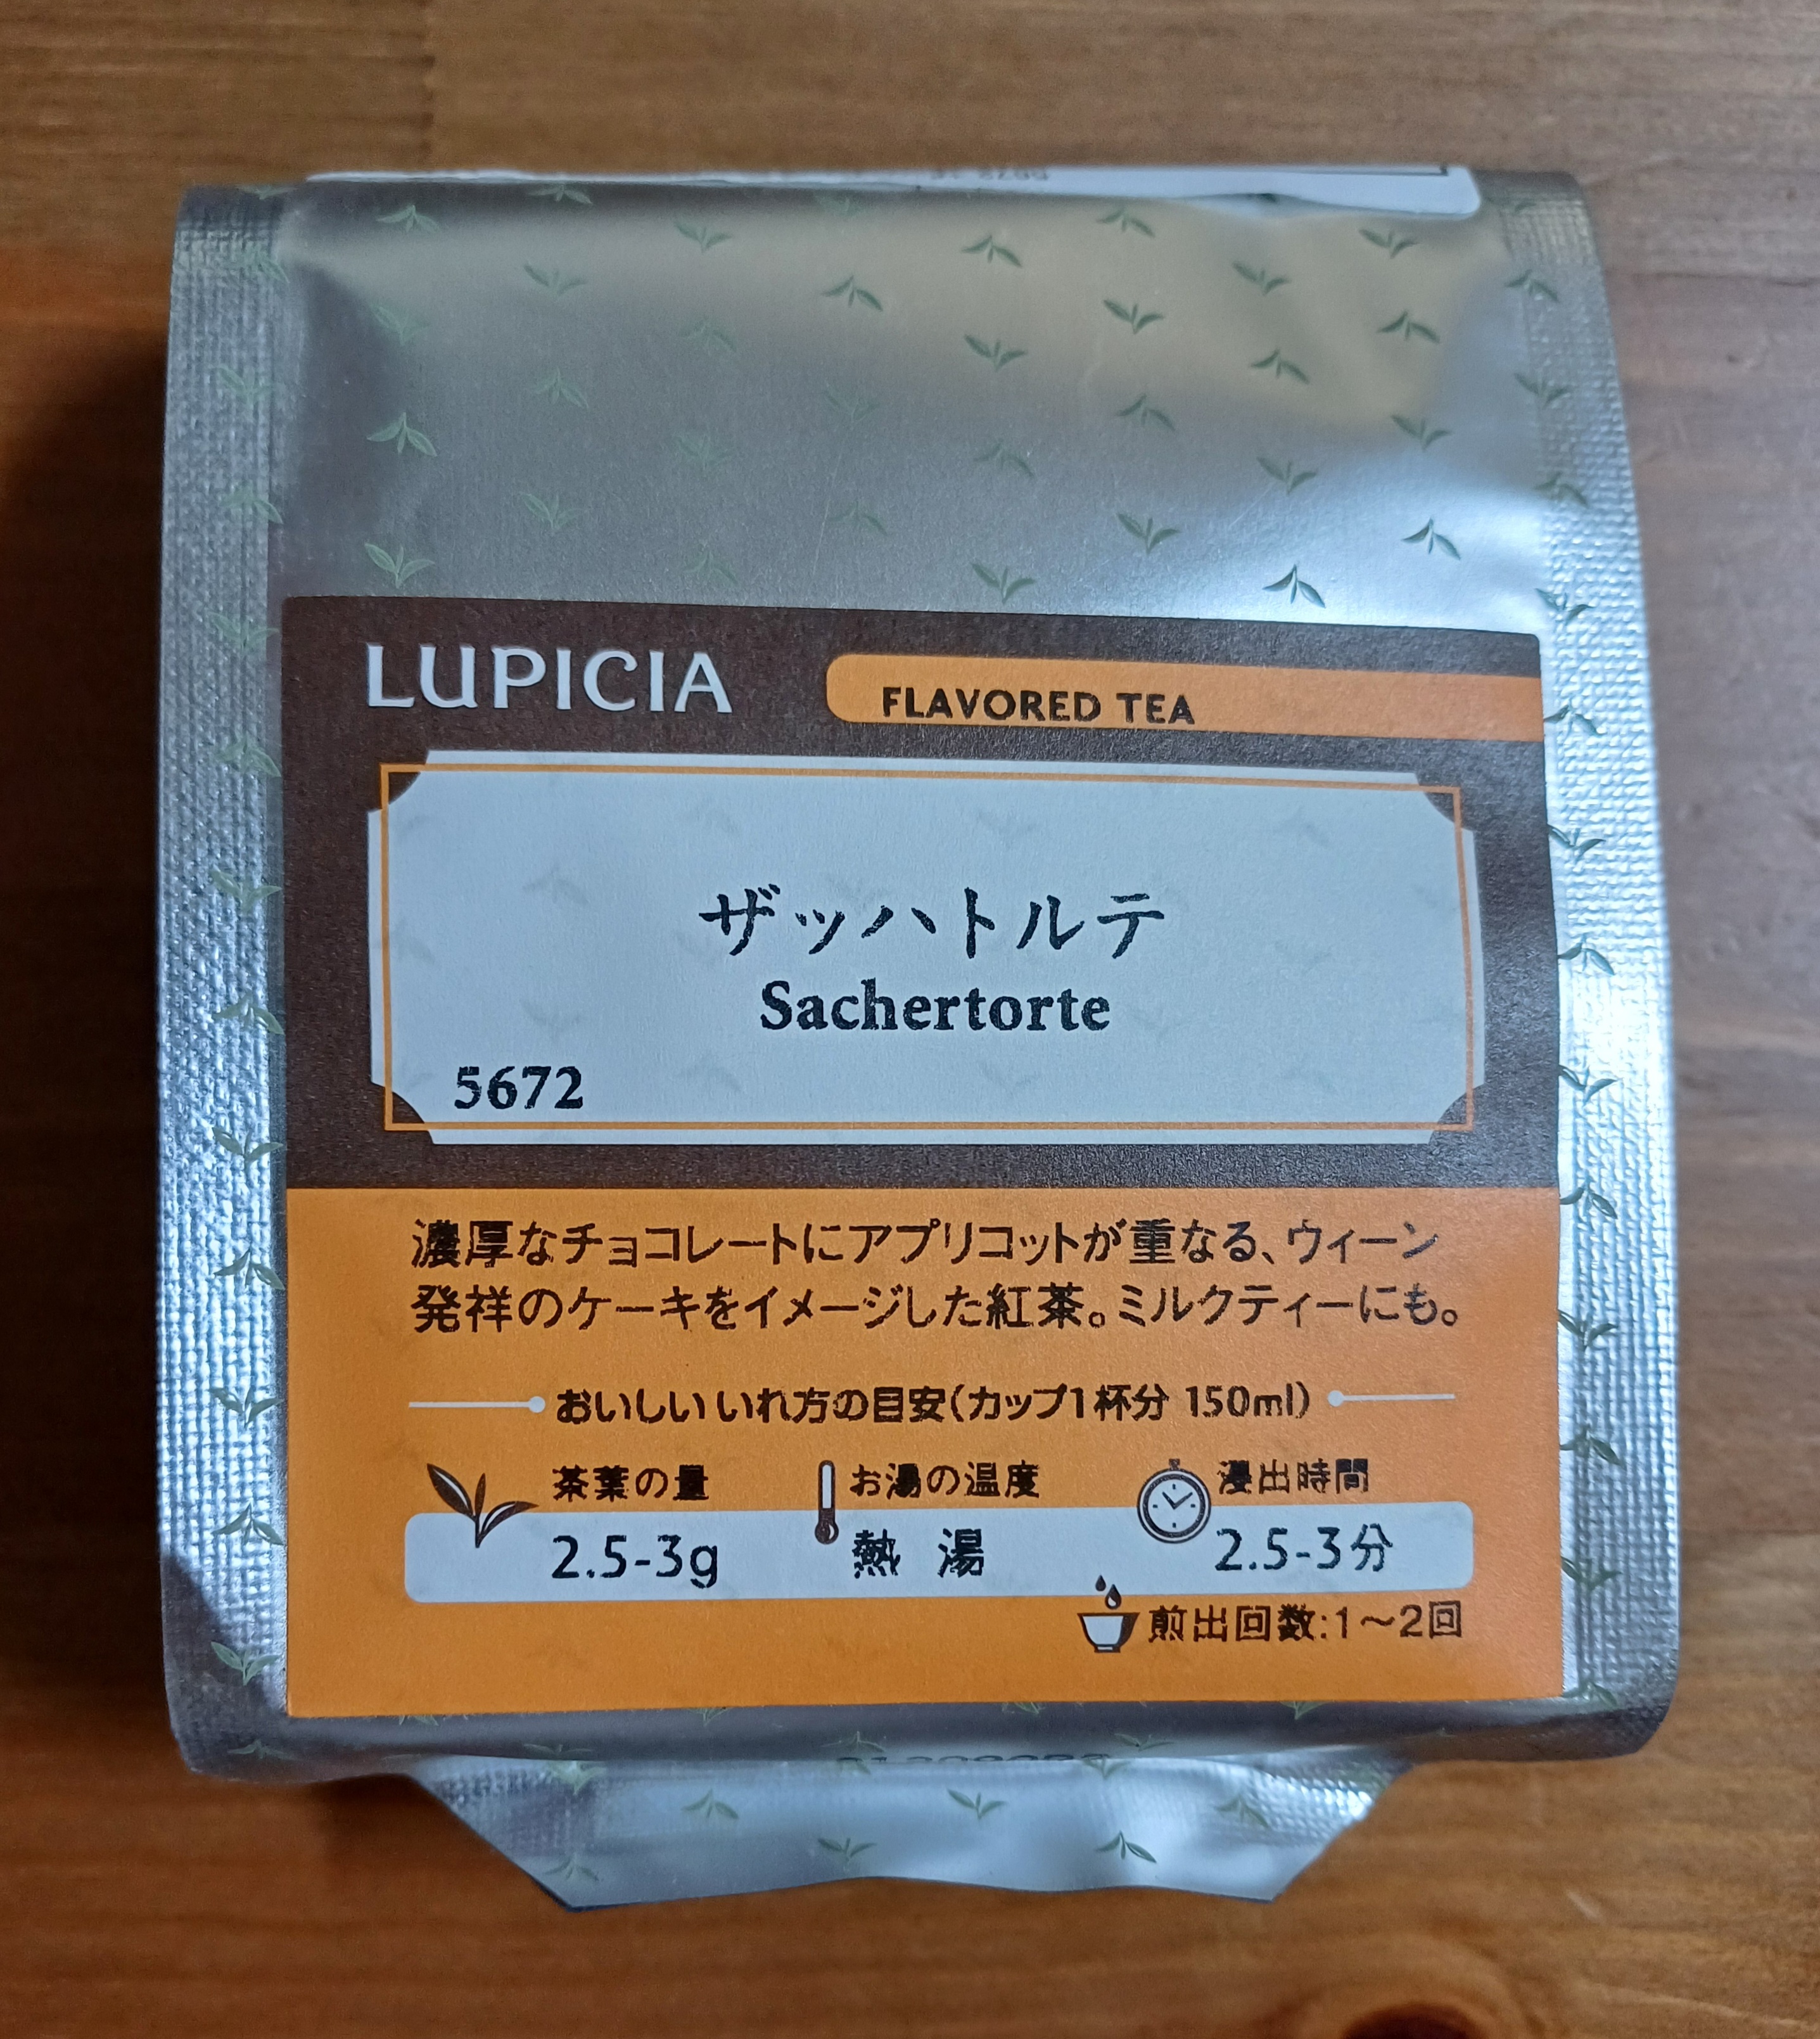 LUPICIA
FLAVORED TEA
ザッハトルテ
Sachertorte
5672
濃厚なチョコレートにアプリコットが重なる、ウィーン
発祥のケーキをイメージした紅茶。ミルクティーにも。
おいしいいれ方の目安(カップ1杯分 150ml)
茶葉の量
お湯の温度
浸出時間
2.5-3g
熱 湯
2.5-3分
煎出回数:1〜2回